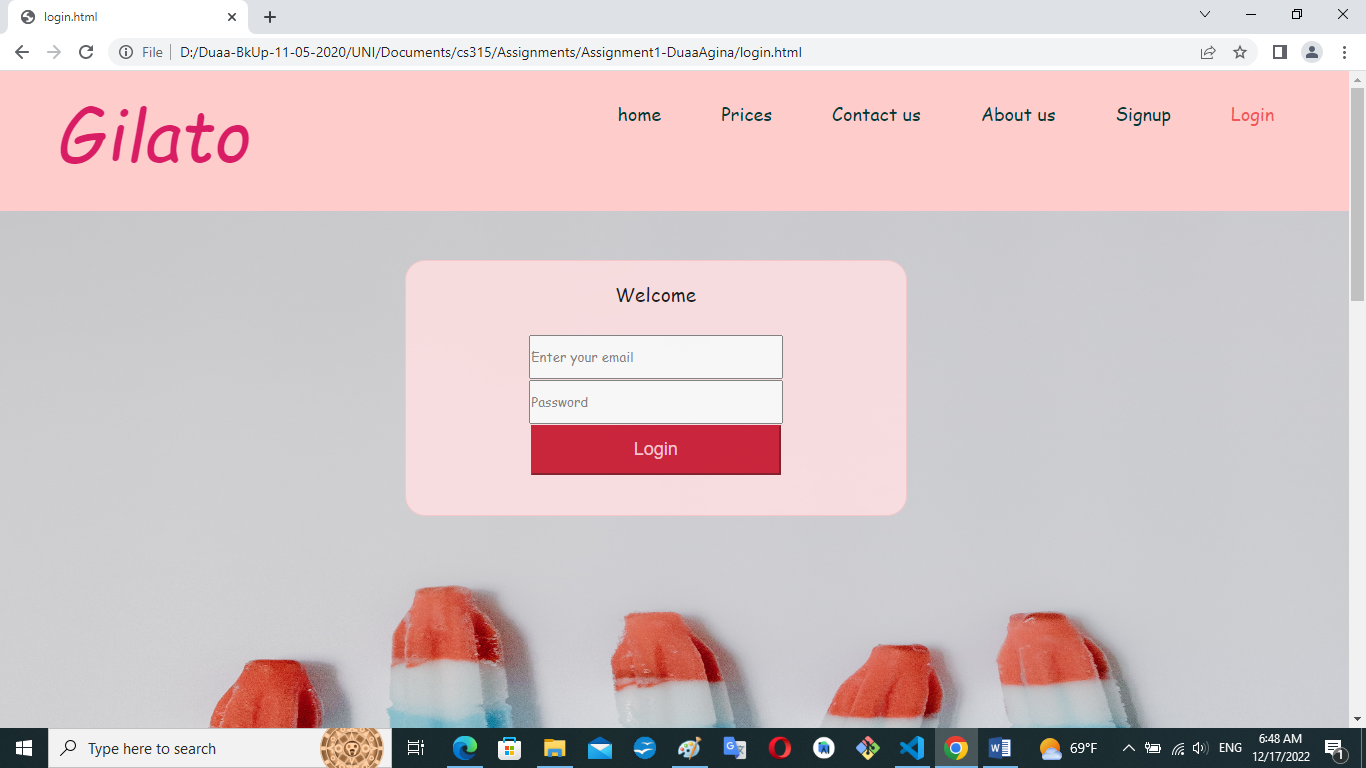 login.html
File
D:/Duaa-BkUp-11-05-2020/UNI/Documents/cs315/Assignments/Assignment1-DuaaAgina/login.html
Gilato
home Prices Contact us About us Signup Login
Welcome
Enter your email
Password
Login
Type here to search
69°F
ENG
6:48 AM
12/17/2022
1